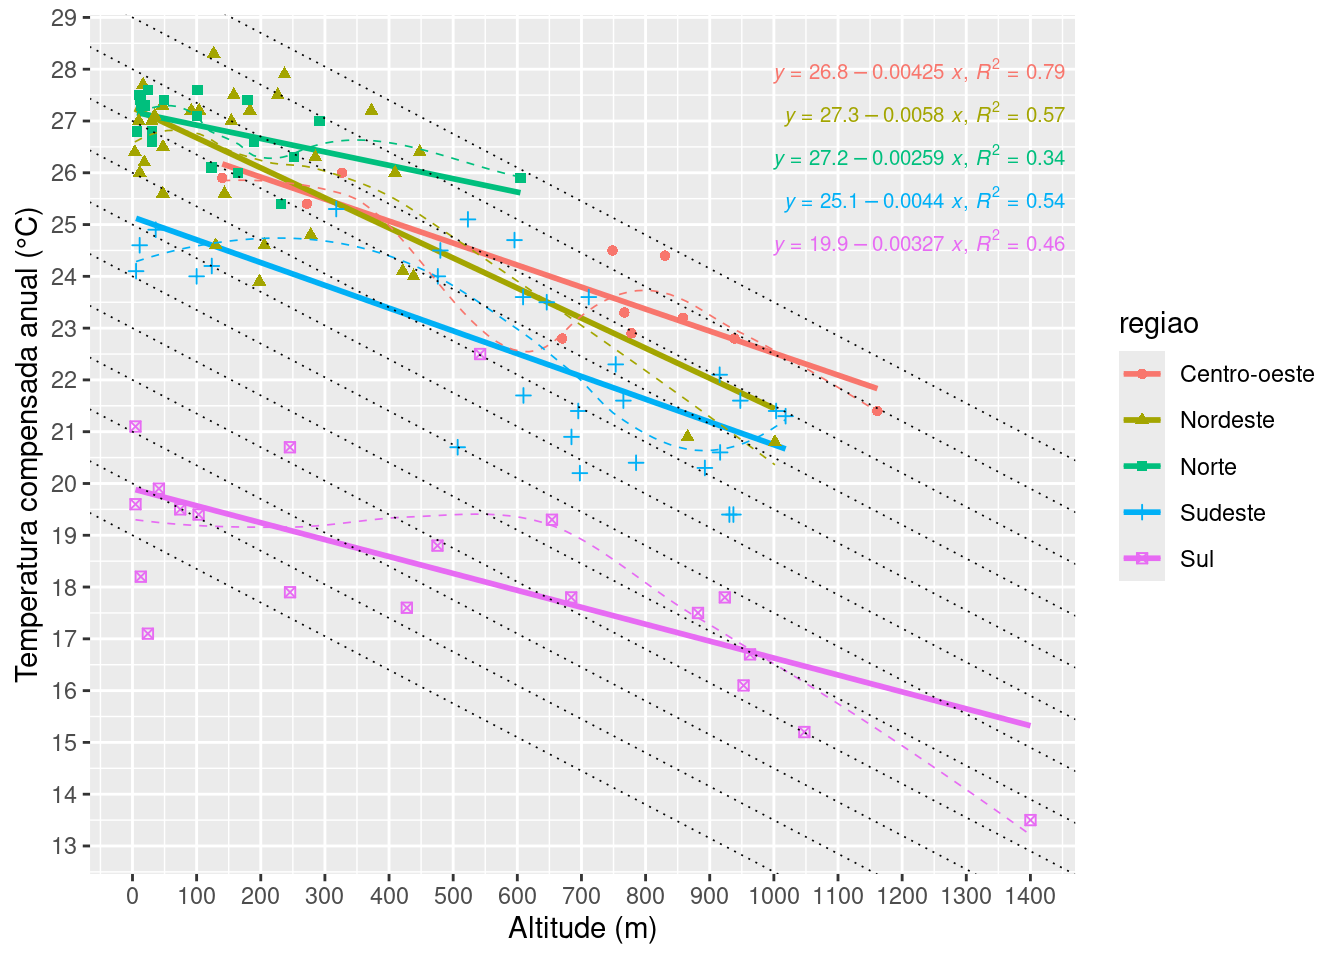 y = 26.8 − 0.00425 x, R² = 0.79
y = 27.3 − 0.0058 x, R² = 0.57
y = 27.2 − 0.00259 x, R² = 0.34
y = 25.1 − 0.0044 x, R² = 0.54
y = 19.9 − 0.00327 x, R² = 0.46
29
28
27
26
25
24
23
22
21
20
19
18
17
16
15
14
13
Temperatura compensada anual (°C)
0 100 200 300 400 500 600 700 800 900 1000 1100 1200 1300 1400
Altitude (m)
regiao
Centro-oeste
Nordeste
Norte
Sudeste
Sul